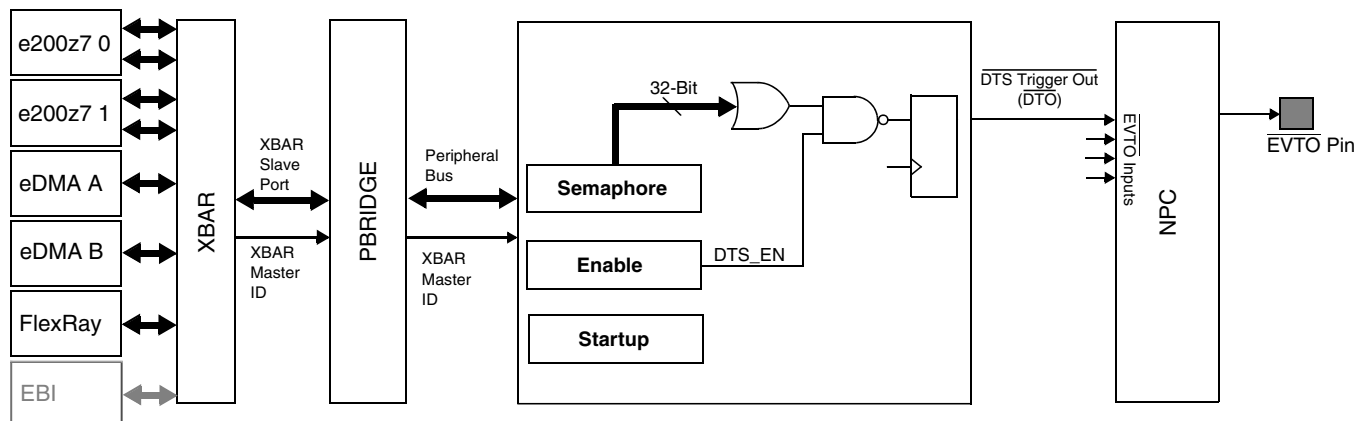 e200z7 0
e200z7 1
eDMA A
eDMA B
FlexRay
EBI
XBAR
XBAR
Slave
Port
XBAR
Master
ID
PBRIDGE
Peripheral
Bus
XBAR
Master
ID
32-Bit
Semaphore
Enable
DTS_EN
Startup
DTS Trigger Out
(DTO)
EVTO Inputs
NPC
EVTO Pin